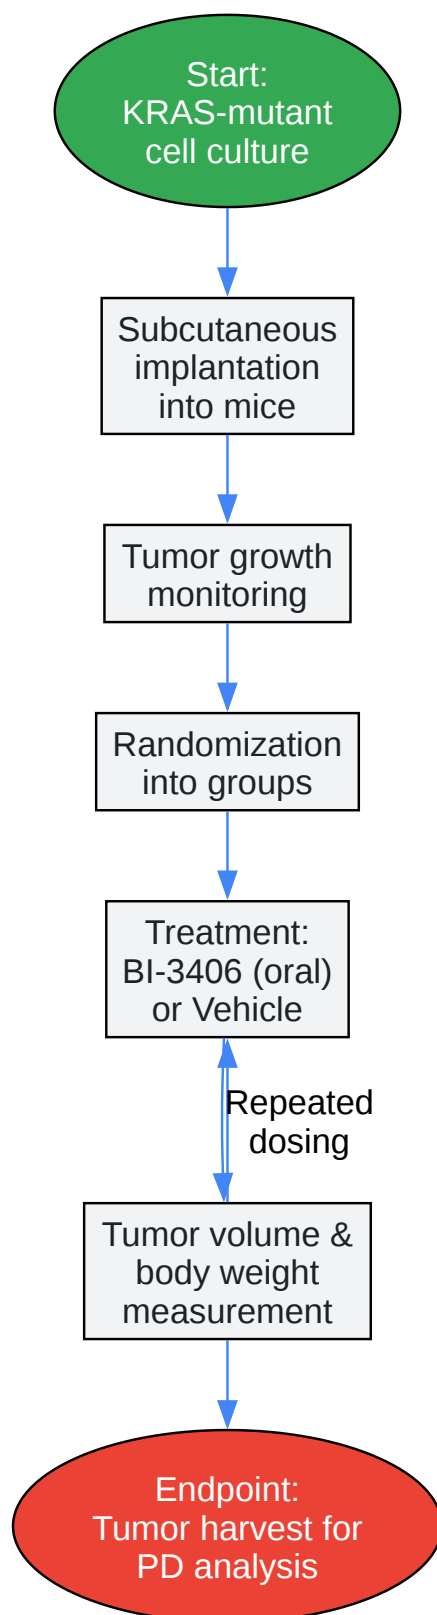 Start:
KRAS-mutant
cell culture
Subcutaneous
implantation
into mice
Tumor growth
monitoring
Randomization
into groups
Treatment:
BI-3406 (oral)
or Vehicle
Repeated
dosing
Tumor volume &
body weight
measurement
Endpoint:
Tumor harvest for
PD analysis